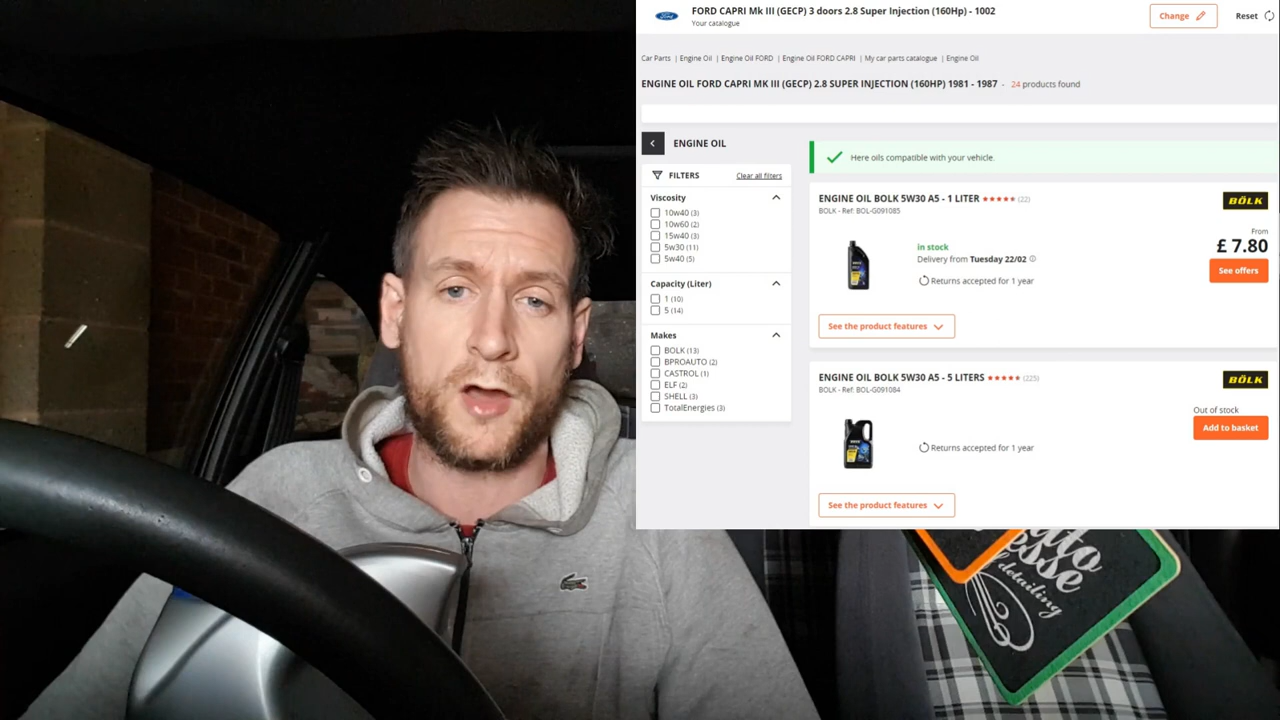 Ford
FORD CAPRI Mk III (GECP) 3 doors 2.8 Super Injection (160Hp) - 1002
Your catalogue
Change
Reset
Car Parts | Engine Oil | Engine Oil FORD | Engine Oil FORD CAPRI | My car parts catalogue | Engine Oil
ENGINE OIL FORD CAPRI MK III (GECP) 2.8 SUPER INJECTION (160HP) 1981 - 1987 - 24 products found
ENGINE OIL
FILTERS
Clear all filters
Viscosity
10w40 (3)
10w60 (2)
15w40 (3)
5w30 (11)
5w40 (5)
Capacity (Liter)
1 (10)
5 (14)
Makes
BOLK (13)
BPROAUTO (2)
CASTROL (1)
ELF (2)
SHELL (3)
TotalEnergies (3)
Here oils compatible with your vehicle.
ENGINE OIL BOLK 5W30 A5 - 1 LITER (22)
BOLK - Ref: BOL-G091085
BÖLK
in stock
Delivery from Tuesday 22/02
Returns accepted for 1 year
From
£ 7.80
See offers
See the product features
ENGINE OIL BOLK 5W30 A5 - 5 LITERS (225)
BOLK - Ref: BOL-G091084
BÖLK
Returns accepted for 1 year
Out of stock
Add to basket
See the product features
esse
detailing